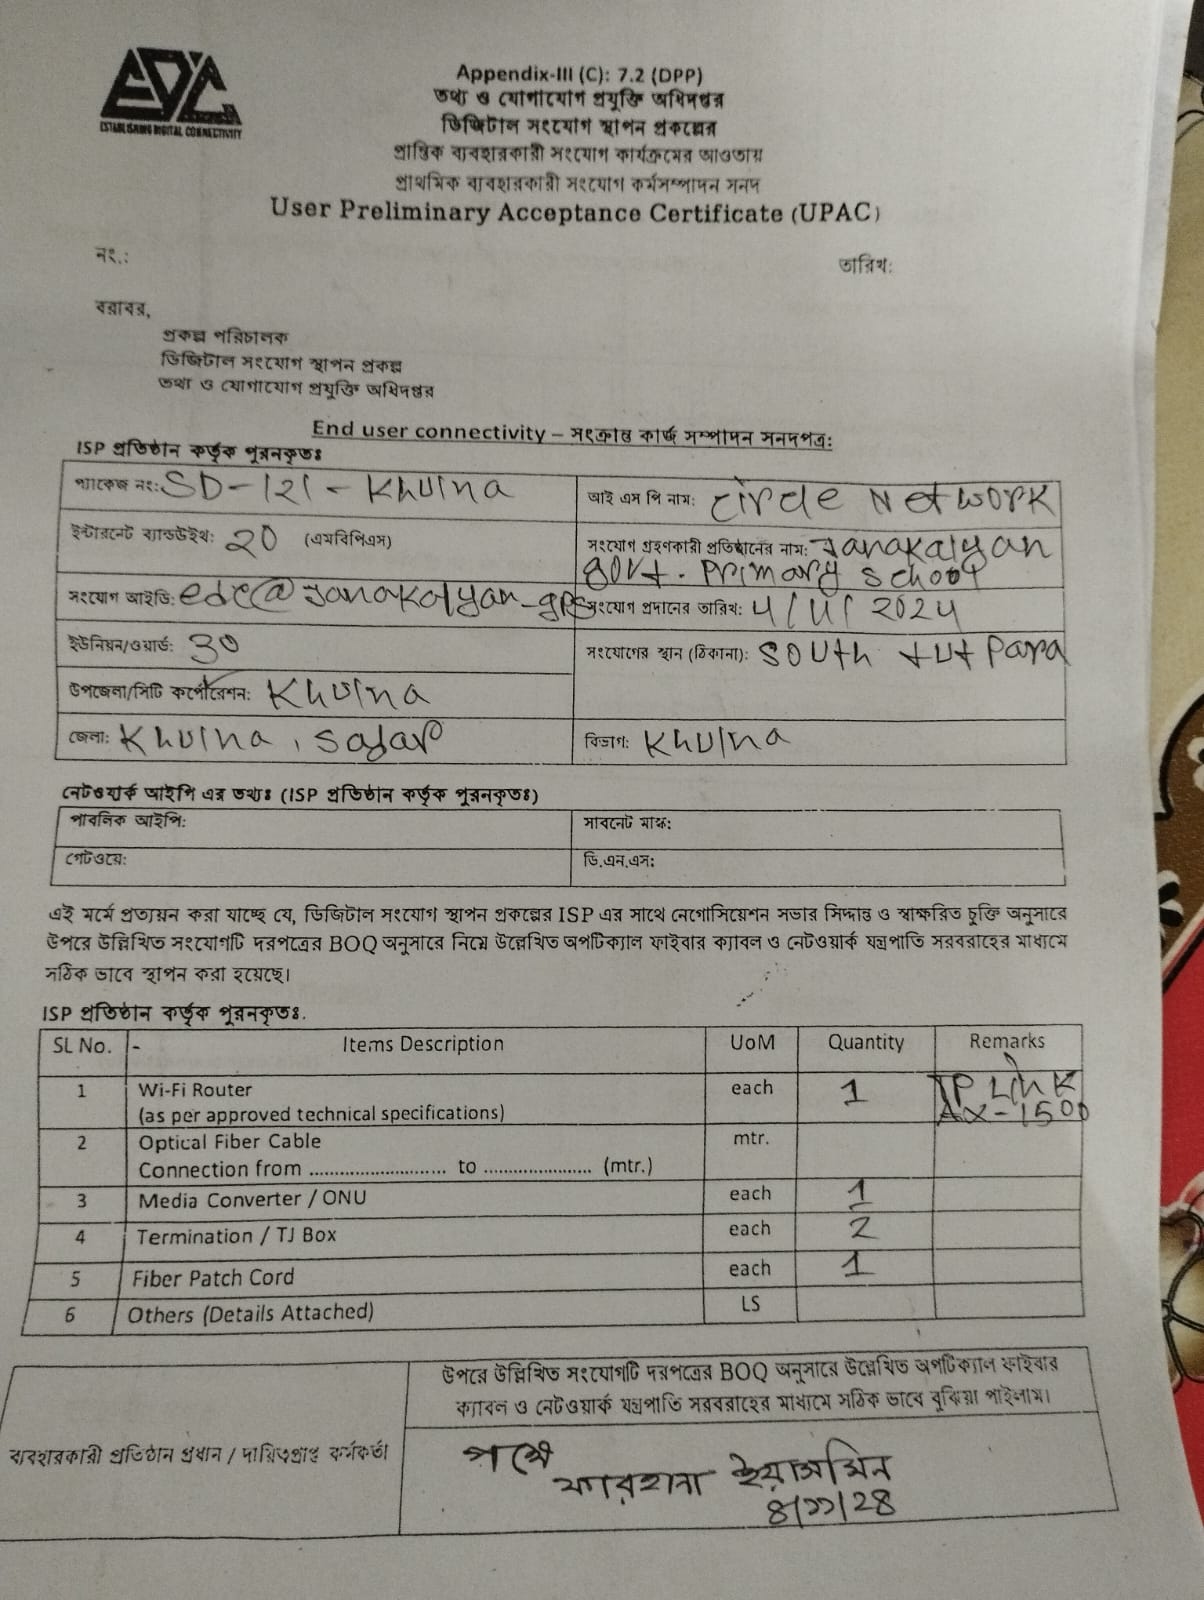 EDC
ESTABLISHING DIGITAL CONNECTIVITY
Appendix-III (C): 7.2 (DPP)
তথ্য ও যোগাযোগ প্রযুক্তি অধিদপ্তর
ডিজিটাল সংযোগ স্থাপন প্রকল্পের
প্রান্তিক ব্যবহারকারী সংযোগ কার্যক্রমের আওতায়
প্রাথমিক ব্যবহারকারী সংযোগ কর্মসম্পাদন সনদ
User Preliminary Acceptance Certificate (UPAC)
নং.:
তারিখ:
বরাবর,
প্রকল্প পরিচালক
ডিজিটাল সংযোগ স্থাপন প্রকল্প
তথ্য ও যোগাযোগ প্রযুক্তি অধিদপ্তর
End user connectivity – সংক্রান্ত কার্জ সম্পাদন সনদপত্র:
ISP প্রতিষ্ঠান কর্তৃক পূরনকৃতঃ
প্যাকেজ নং: SD-121-Khulna
আই এস পি নাম: circle Network
ইন্টারনেট ব্যান্ডউইথ: 20 (এমবিপিএস)
সংযোগ গ্রহণকারী প্রতিষ্ঠানের নাম: Janakalyan
govt. Primary school
সংযোগ আইডি: edc@Janakalyan-gps
সংযোগ প্রদানের তারিখ: 4/11/2024
ইউনিয়ন/ওয়ার্ড: 30
সংযোগের স্থান (ঠিকানা): South tut Para
উপজেলা/সিটি কর্পোরেশন: Khulna
জেলা: Khulna, Sadar
বিভাগ: Khulna
নেটওয়ার্ক আইপি এর তথ্যঃ (ISP প্রতিষ্ঠান কর্তৃক পূরনকৃতঃ)
পাবলিক আইপি:
সাবনেট মাস্ক:
গেটওয়ে:
ডি.এন.এস:
এই মর্মে প্রত্যয়ন করা যাচ্ছে যে, ডিজিটাল সংযোগ স্থাপন প্রকল্পের ISP এর সাথে নেগোসিয়েশন সভার সিদ্দান্ত ও স্বাক্ষরিত চুক্তি অনুসারে
উপরে উল্লিখিত সংযোগটি দরপত্রের BOQ অনুসারে নিম্নে উল্লেখিত অপটিক্যাল ফাইবার ক্যাবল ও নেটওয়ার্ক যন্ত্রপাতি সরবরাহের মাধ্যমে
সঠিক ভাবে স্থাপন করা হয়েছে।
ISP প্রতিষ্ঠান কর্তৃক পূরনকৃতঃ.
SL No. - Items Description UoM Quantity Remarks
1 Wi-Fi Router each 1 TP Link
(as per approved technical specifications) AX-1500
2 Optical Fiber Cable mtr.
Connection from .......................... to ..................... (mtr.)
3 Media Converter / ONU each 1
4 Termination / TJ Box each 2
5 Fiber Patch Cord each 1
6 Others (Details Attached) LS
উপরে উল্লিখিত সংযোগটি দরপত্রের BOQ অনুসারে উল্লেখিত অপটিক্যাল ফাইবার
ক্যাবল ও নেটওয়ার্ক যন্ত্রপাতি সরবরাহের মাধ্যমে সঠিক ভাবে বুঝিয়া পাইলাম।
ব্যবহারকারী প্রতিষ্ঠান প্রধান / দায়িত্বপ্রাপ্ত কর্মকর্তা
পক্ষে
ফারহানা ইয়াসমিন
৪/১১/২৪